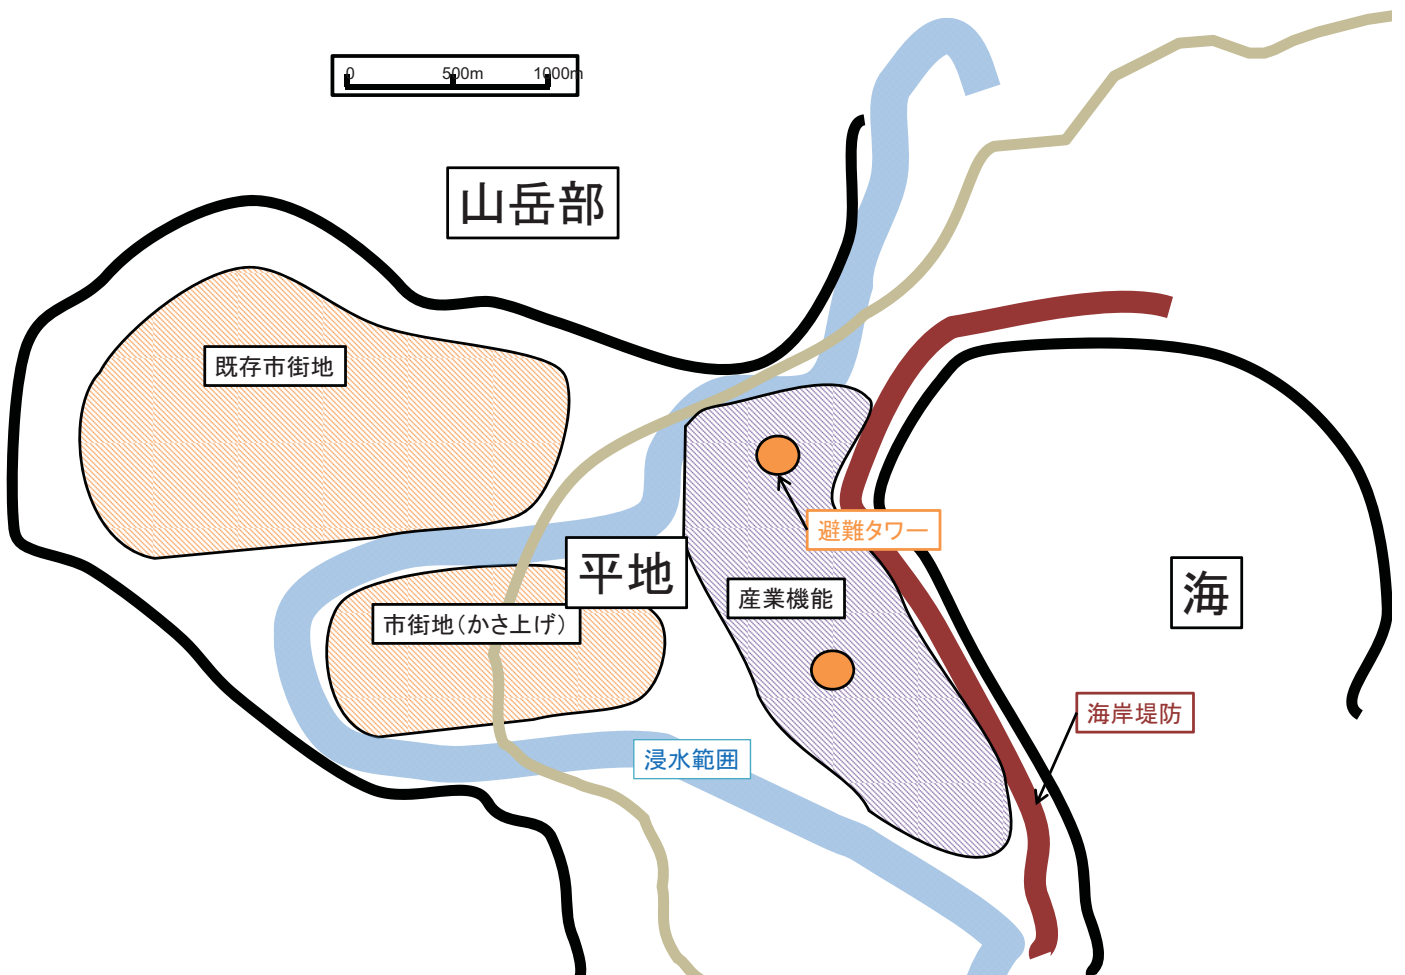 0 500m 1000m
山岳部
既存市街地
避難タワー
平地
産業機能
海
市街地（かさ上げ）
海岸堤防
浸水範囲